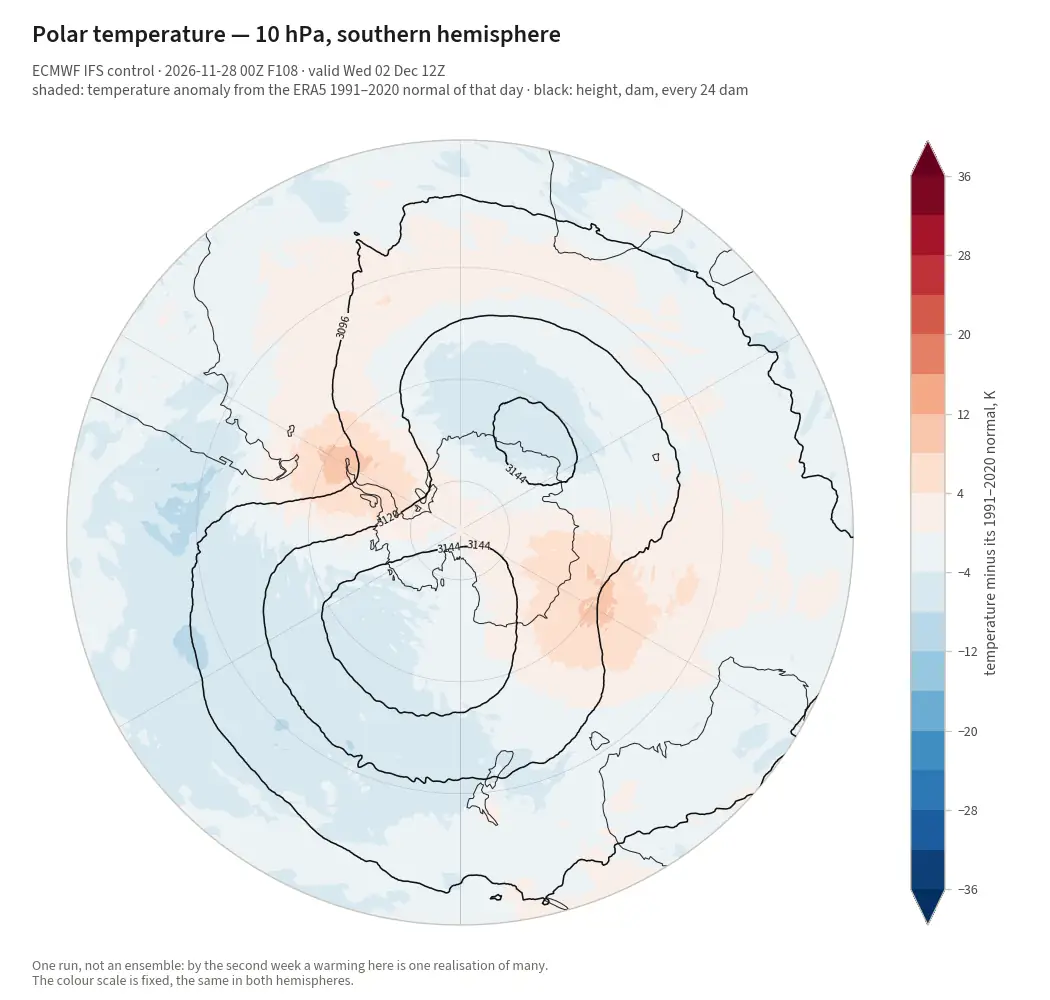 Polar temperature — 10 hPa, southern hemisphere
ECMWF IFS control · 2026-11-28 00Z F108 · valid Wed 02 Dec 12Z
shaded: temperature anomaly from the ERA5 1991–2020 normal of that day · black: height, dam, every 24 dam
36
28
20
12
4
−4
−12
−20
−28
−36
temperature minus its 1991–2020 normal, K
3096
3144
3120
3144
3144
One run, not an ensemble: by the second week a warming here is one realisation of many.
The colour scale is fixed, the same in both hemispheres.